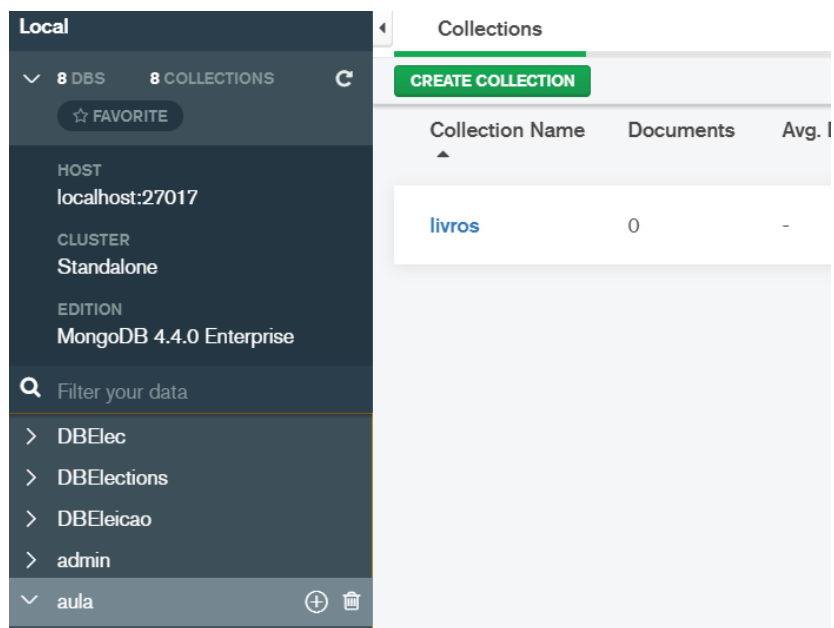 Local
8 DBS 8 COLLECTIONS
FAVORITE
HOST
localhost:27017
CLUSTER
Standalone
EDITION
MongoDB 4.4.0 Enterprise
Filter your data
DBElec
DBElections
DBEleicao
admin
aula
Collections
CREATE COLLECTION
Collection Name Documents Avg.
livros 0 -